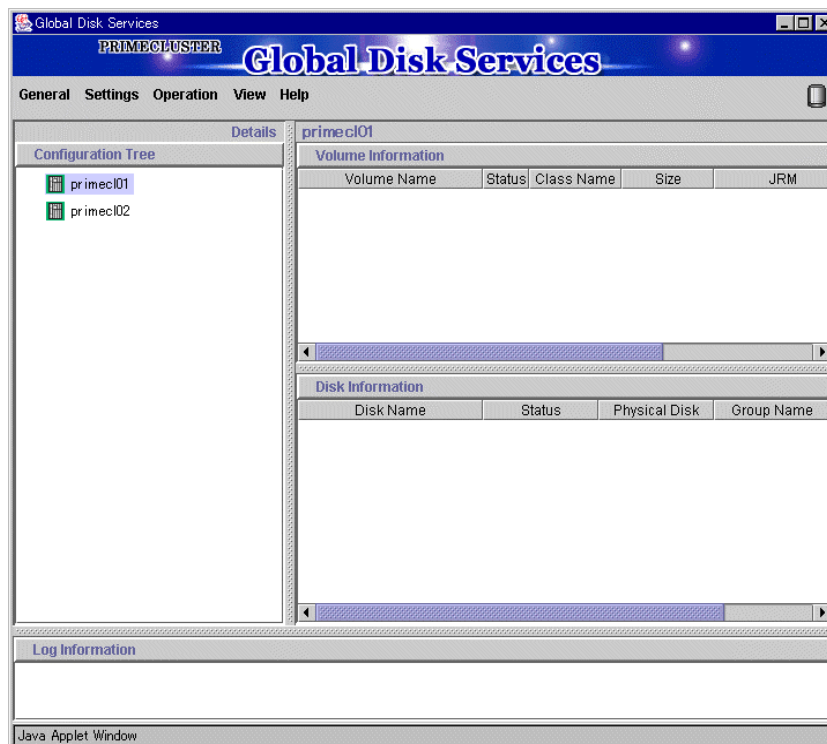 Global Disk Services
PRIMECLUSTER
Global Disk Services
General Settings Operation View Help
Details
Configuration Tree
primecl01
primecl02
primecl01
Volume Information
Volume Name Status Class Name Size JRM
Disk Information
Disk Name Status Physical Disk Group Name
Log Information
Java Applet Window